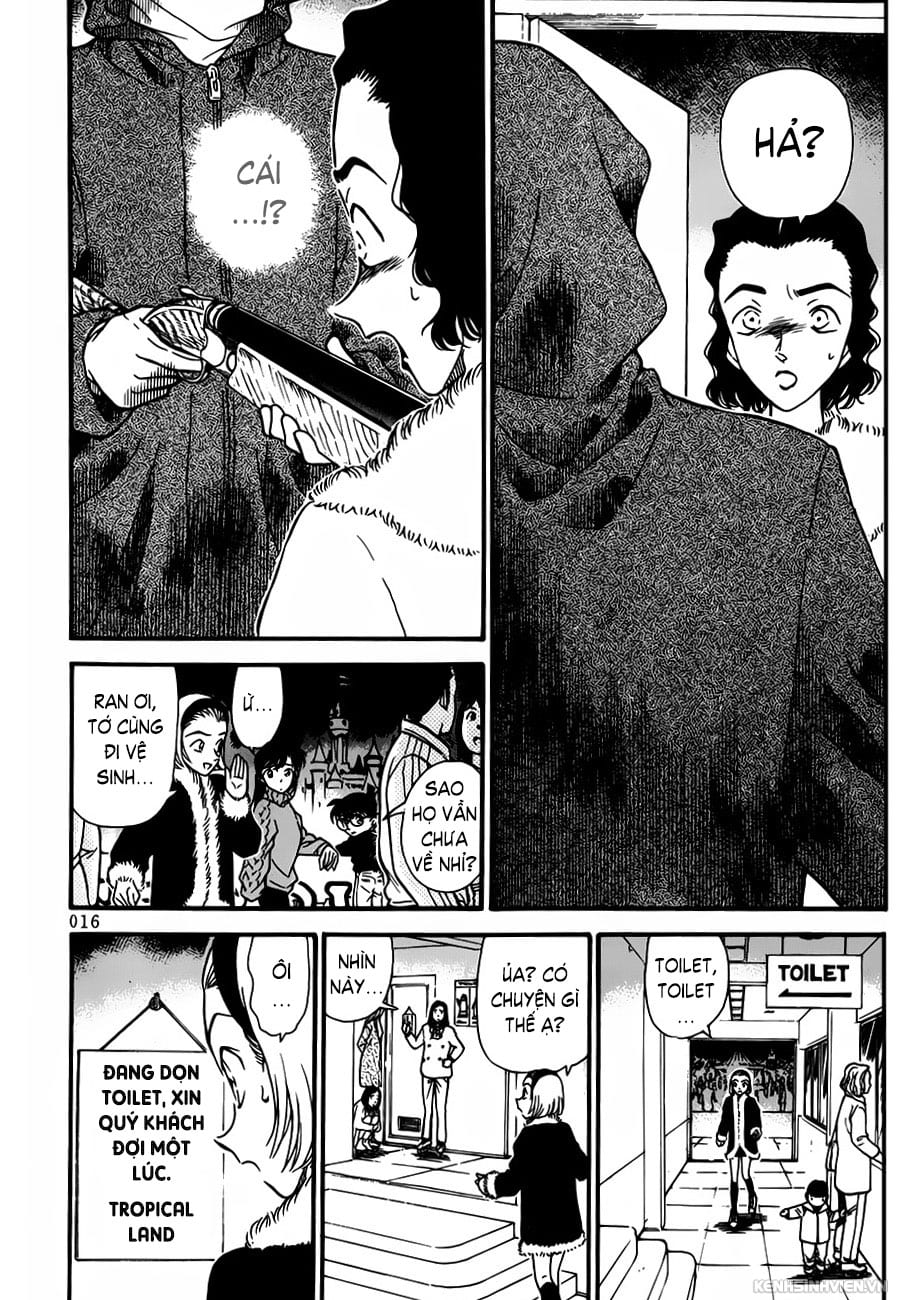 HẢ?
CÁI
...!?
RAN ƠI,
TỚ CŨNG
ĐI VỆ
SINH...
Ừ...
SAO
HỌ VẪN
CHƯA
VỀ NHỈ?
016
TOILET,
TOILET
...
TOILET
ỦA? CÓ
CHUYỆN GÌ
THẾ Ạ?
NHÌN
NÀY...
ÔI
...
ĐANG DỌN
TOILET, XIN
QUÝ KHÁCH
ĐỢI MỘT
LÚC.
TROPICAL
LAND
KENHSINHVIEN.VN